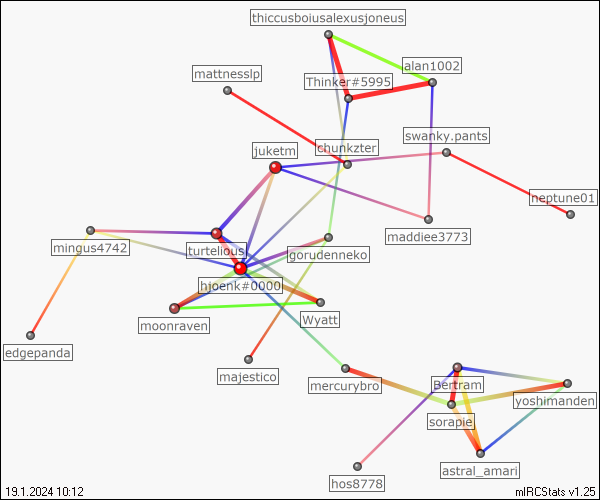 thiccusboiusalexusjoneus
alan1002
mattnesslp
Thinker#5995
swanky.pants
chunkzter
juketm
neptune01
maddiee3773
mingus4742
turtelious
gorudenneko
hjoenk#0000
moonraven
Wyatt
edgepanda
majestico
mercurybro
Bertram
yoshimanden
sorapie
astral_amari
hos8778
19.1.2024 10:12
mIRCStats v1.25